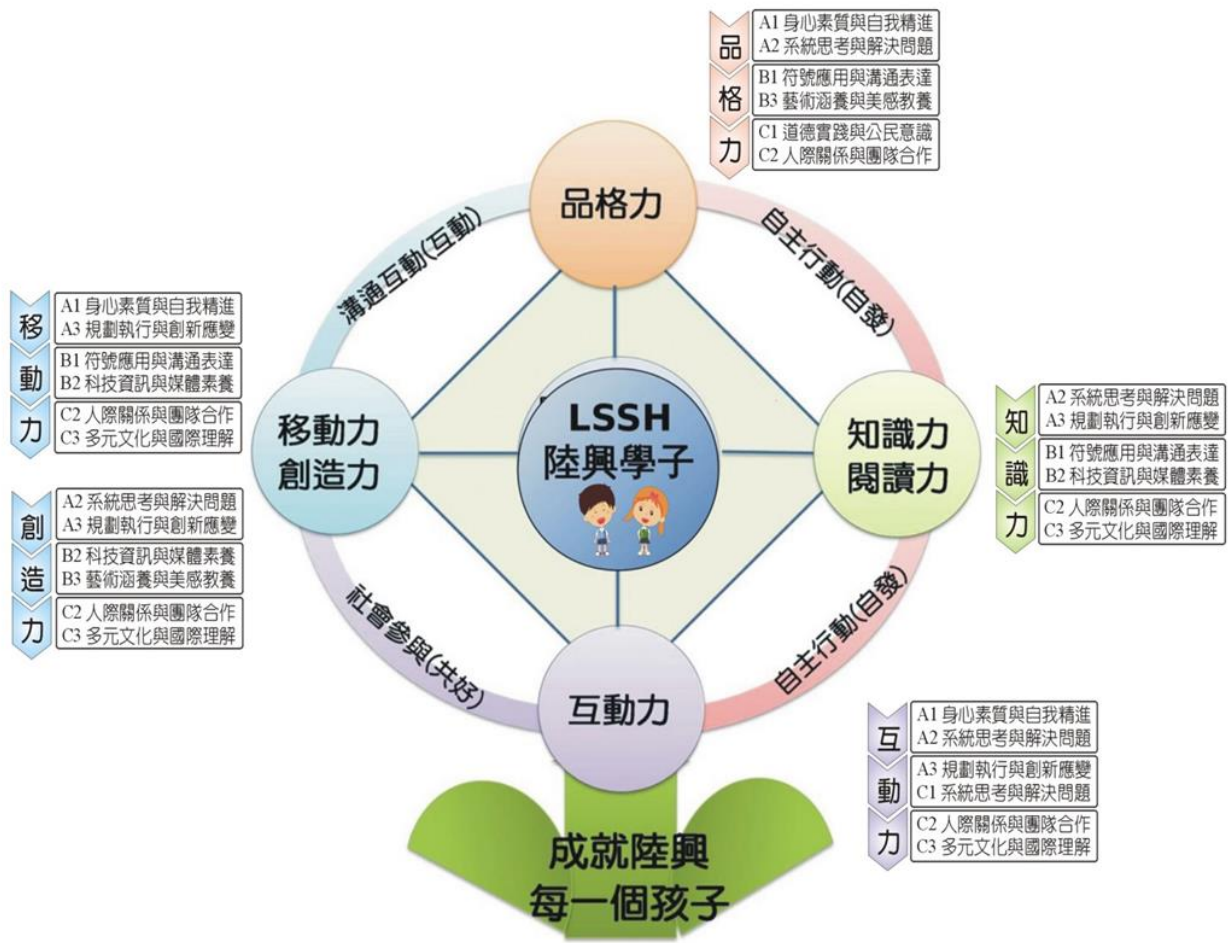 品
格
力
A1 身心素質與自我精進
A2 系統思考與解決問題
B1 符號應用與溝通表達
B3 藝術涵養與美感教養
C1 道德實踐與公民意識
C2 人際關係與團隊合作
品格力
溝通互動(互動)
自主行動(自發)
移
動
力
A1 身心素質與自我精進
A3 規劃執行與創新應變
B1 符號應用與溝通表達
B2 科技資訊與媒體素養
C2 人際關係與團隊合作
C3 多元文化與國際理解
移動力
創造力
LSSH
陸興學子
知識力
閱讀力
知
識
力
A2 系統思考與解決問題
A3 規劃執行與創新應變
B1 符號應用與溝通表達
B2 科技資訊與媒體素養
C2 人際關係與團隊合作
C3 多元文化與國際理解
創
造
力
A2 系統思考與解決問題
A3 規劃執行與創新應變
B2 科技資訊與媒體素養
B3 藝術涵養與美感教養
C2 人際關係與團隊合作
C3 多元文化與國際理解
社會參與(共好)
自主行動(自發)
互動力
互
動
力
A1 身心素質與自我精進
A2 系統思考與解決問題
A3 規劃執行與創新應變
C1 系統思考與解決問題
C2 人際關係與團隊合作
C3 多元文化與國際理解
成就陸興
每一個孩子